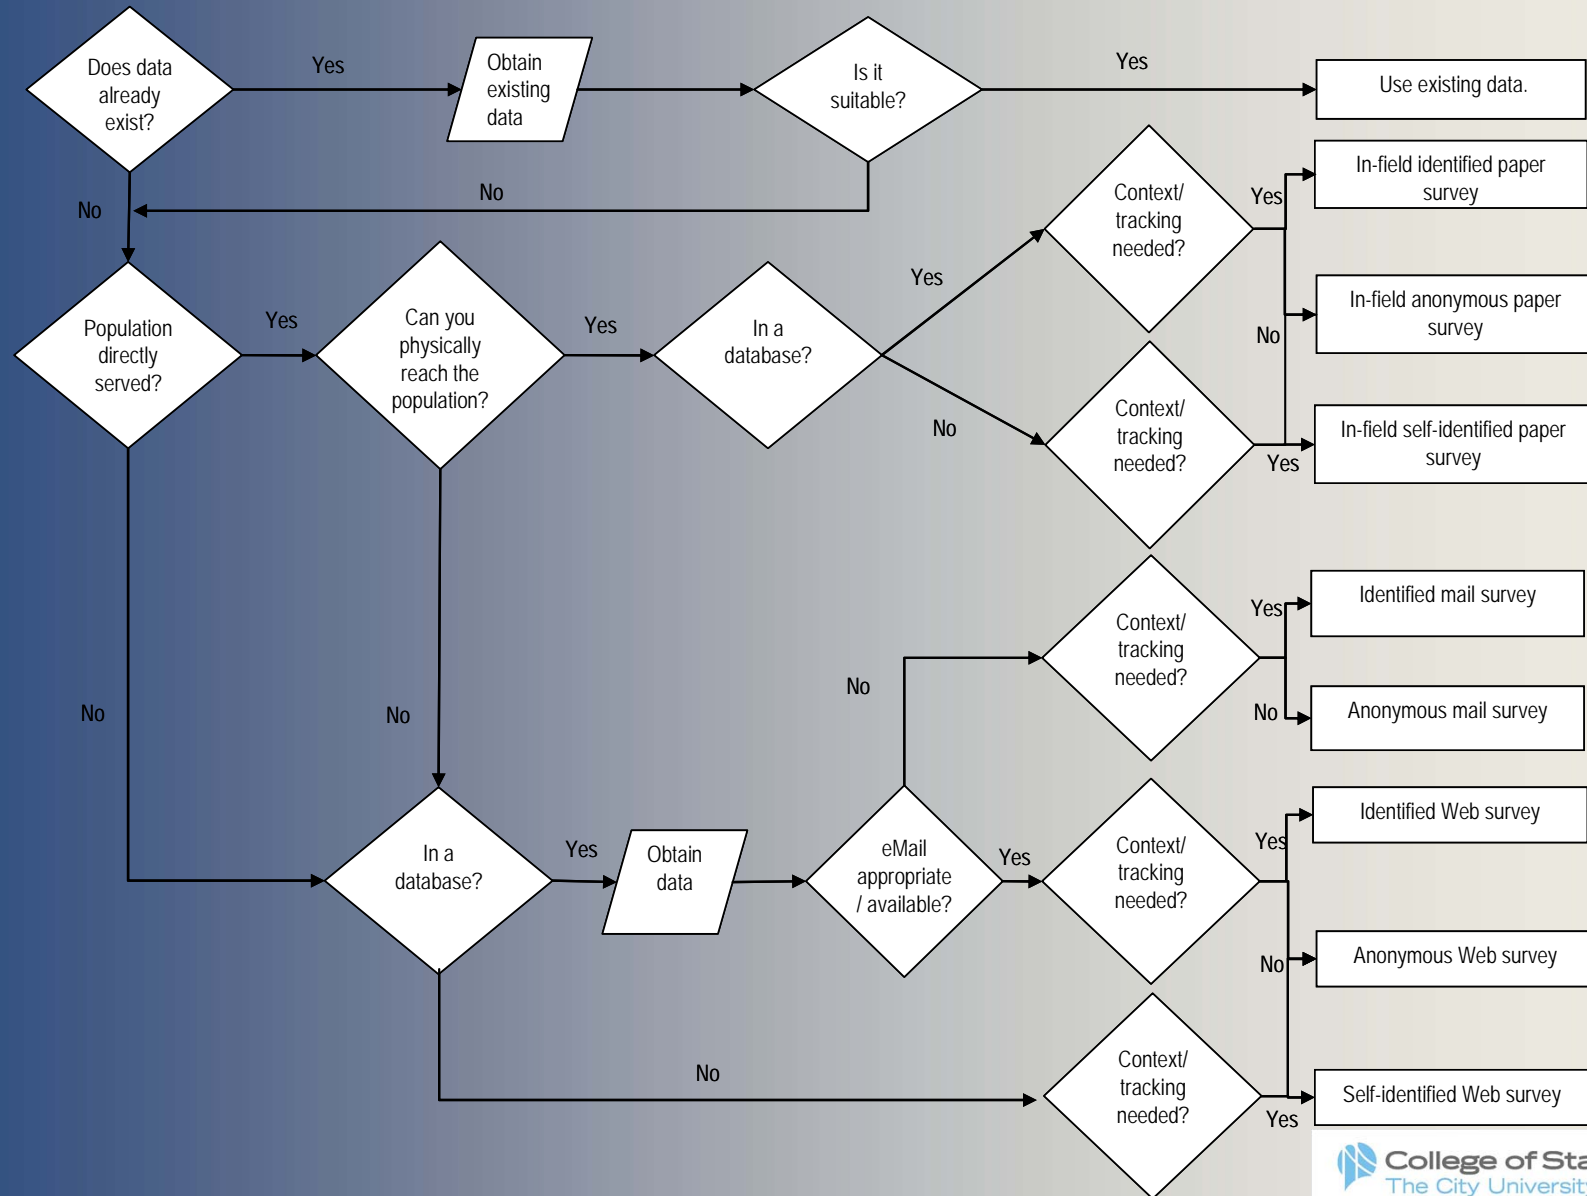 Does data
already
exist?
Yes
Obtain
existing
data
Is it
suitable?
Yes
Use existing data.
No
No
Context/
tracking
needed?
Yes
In-field identified paper
survey
Population
directly
served?
Yes
Can you
physically
reach the
population?
Yes
In a
database?
Yes
No
In-field anonymous paper
survey
No
Context/
tracking
needed?
Yes
In-field self-identified paper
survey
No
No
No
Context/
tracking
needed?
Yes
Identified mail survey
No
Anonymous mail survey
In a
database?
Yes
Obtain
data
eMail
appropriate
/ available?
Yes
Context/
tracking
needed?
Yes
Identified Web survey
No
Anonymous Web survey
No
Context/
tracking
needed?
Yes
Self-identified Web survey
College of Sta
The City University